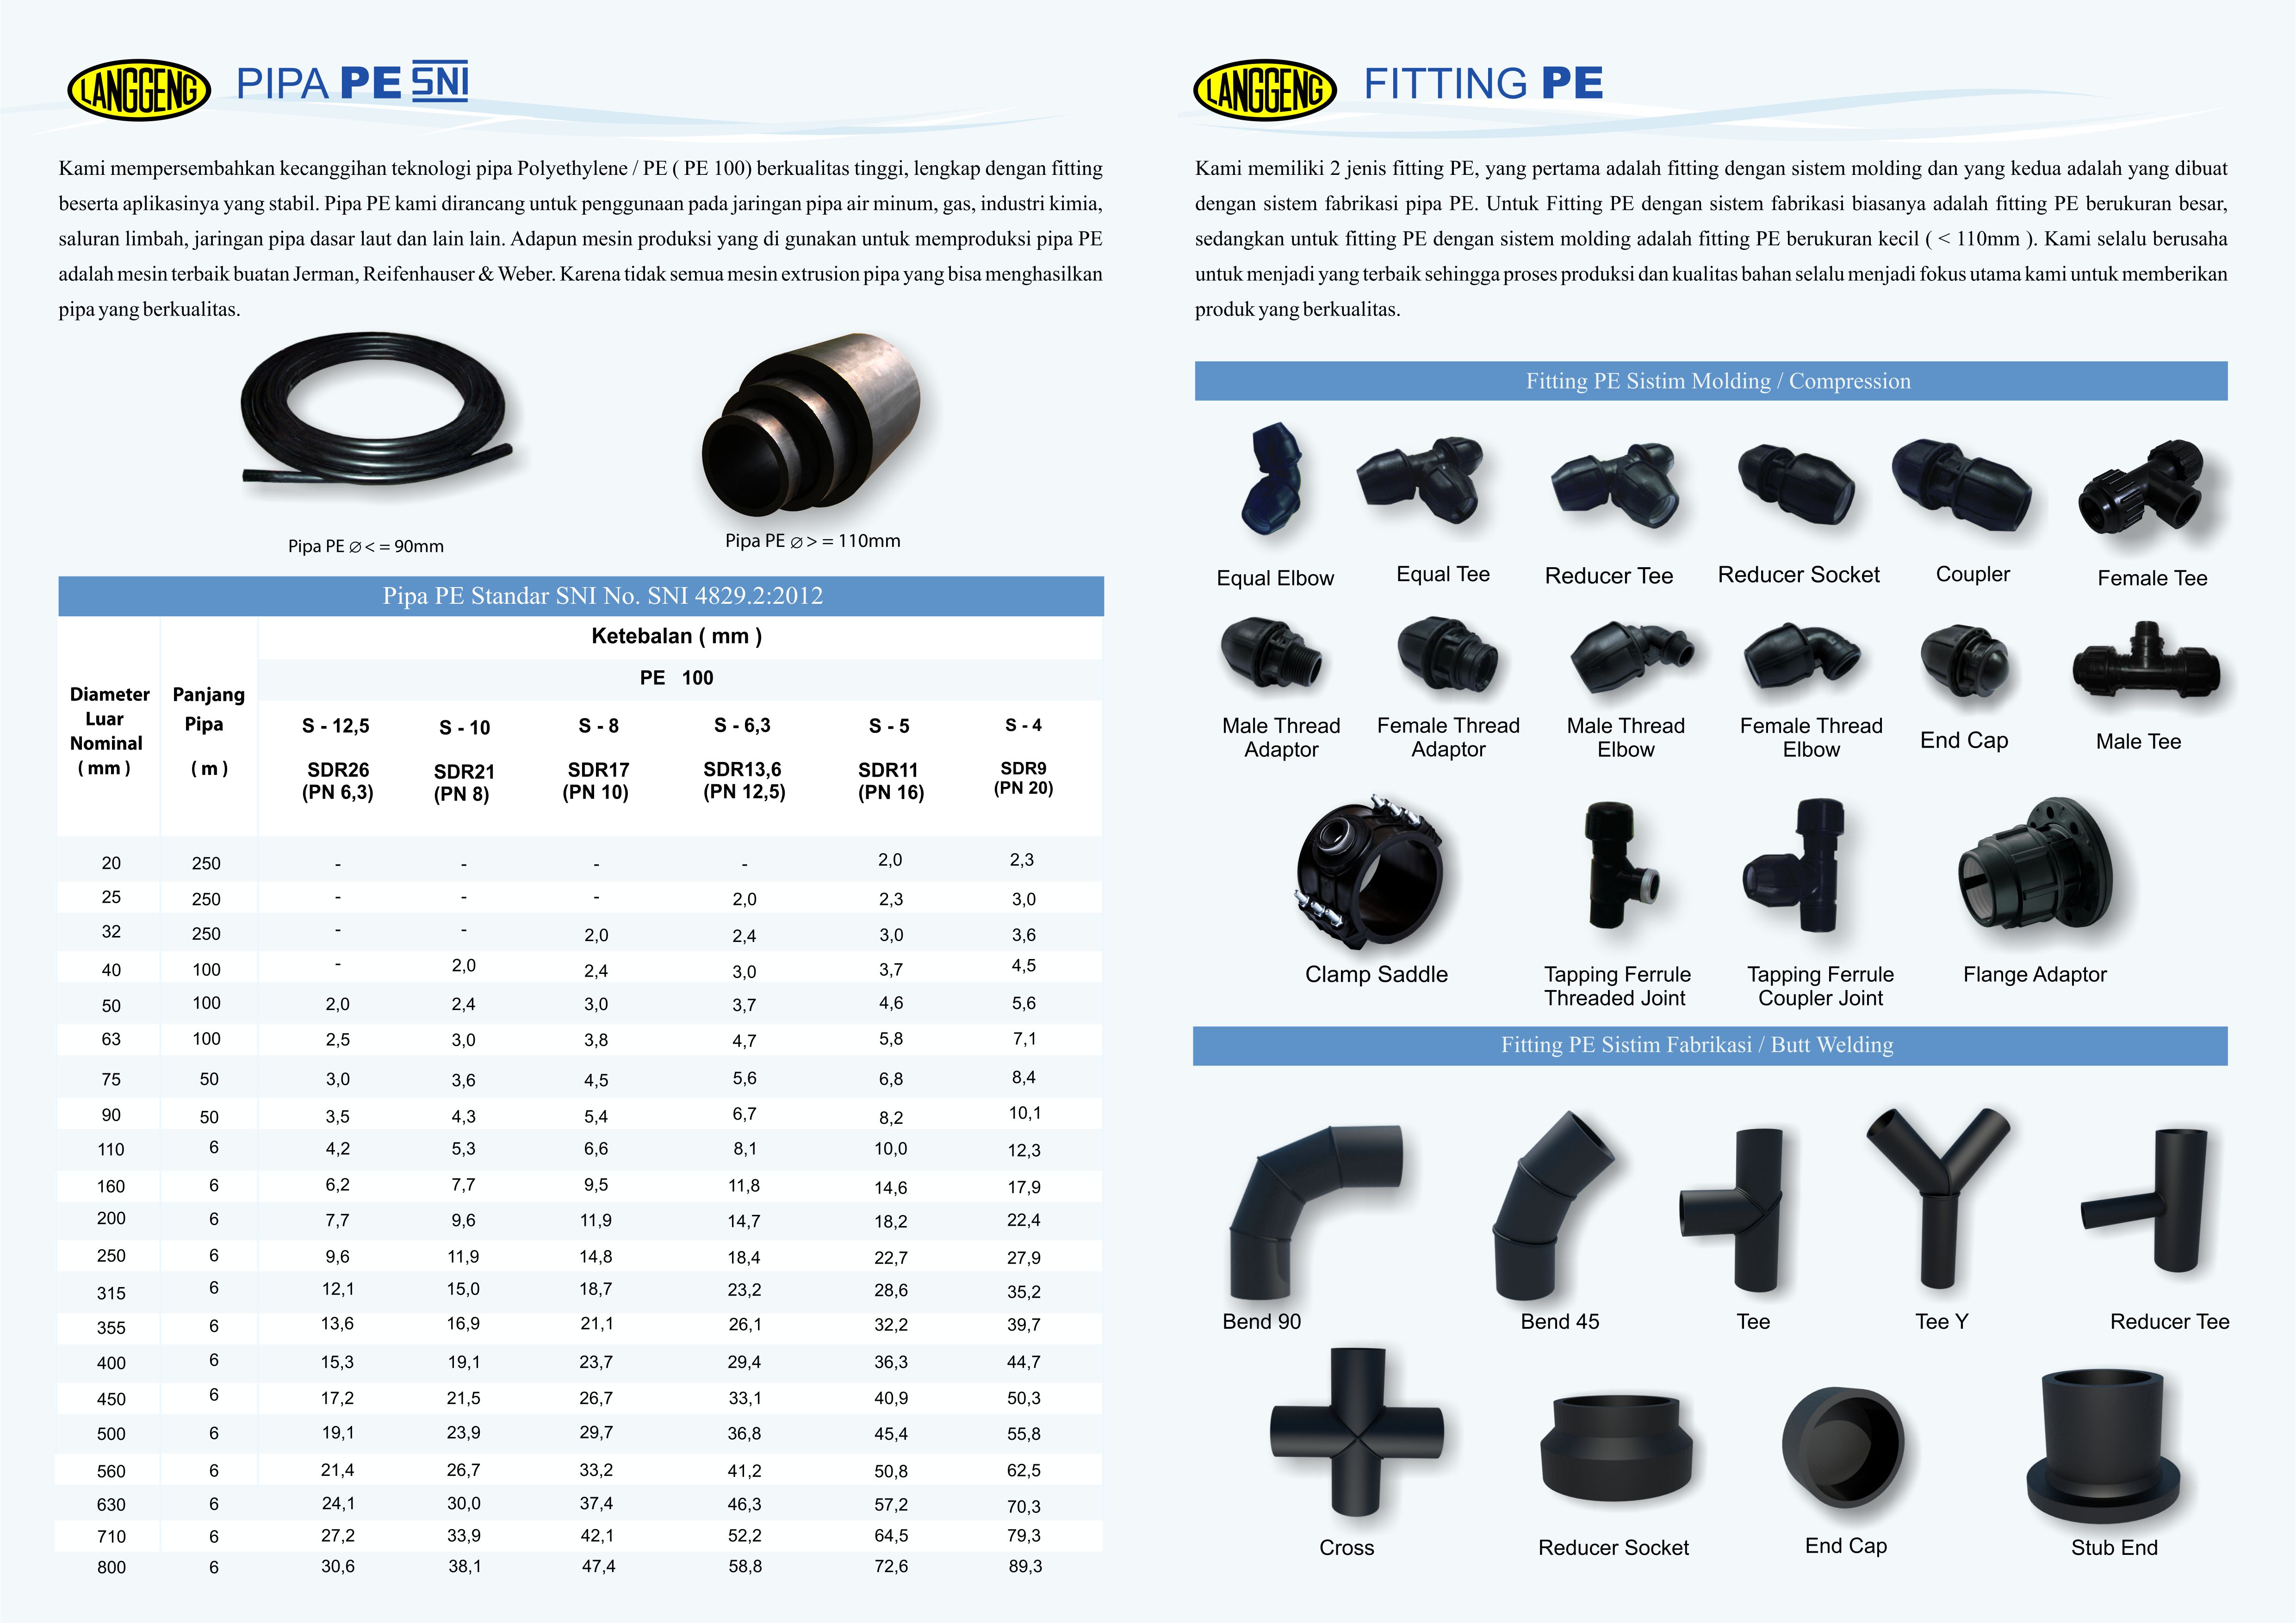 LANGGENG PIPA PE SNI
Kami mempersembahkan kecanggihan teknologi pipa Polyethylene / PE ( PE 100) berkualitas tinggi, lengkap dengan fitting
beserta aplikasinya yang stabil. Pipa PE kami dirancang untuk penggunaan pada jaringan pipa air minum, gas, industri kimia,
saluran limbah, jaringan pipa dasar laut dan lain lain. Adapun mesin produksi yang di gunakan untuk memproduksi pipa PE
adalah mesin terbaik buatan Jerman, Reifenhauser & Weber. Karena tidak semua mesin extrusion pipa yang bisa menghasilkan
pipa yang berkualitas.
Pipa PE ⌀ < = 90mm
Pipa PE ⌀ > = 110mm
Pipa PE Standar SNI No. SNI 4829.2:2012
Diameter
Luar
Nominal
( mm )
Panjang
Pipa
( m )
Ketebalan ( mm )
PE 100
S - 12,5 S - 10 S - 8 S - 6,3 S - 5 S - 4
SDR26 SDR21 SDR17 SDR13,6 SDR11 SDR9
(PN 6,3) (PN 8) (PN 10) (PN 12,5) (PN 16) (PN 20)
20 250 - - - - 2,0 2,3
25 250 - - - 2,0 2,3 3,0
32 250 - - 2,0 2,4 3,0 3,6
40 100 - 2,0 2,4 3,0 3,7 4,5
50 100 2,0 2,4 3,0 3,7 4,6 5,6
63 100 2,5 3,0 3,8 4,7 5,8 7,1
75 50 3,0 3,6 4,5 5,6 6,8 8,4
90 50 3,5 4,3 5,4 6,7 8,2 10,1
110 6 4,2 5,3 6,6 8,1 10,0 12,3
160 6 6,2 7,7 9,5 11,8 14,6 17,9
200 6 7,7 9,6 11,9 14,7 18,2 22,4
250 6 9,6 11,9 14,8 18,4 22,7 27,9
315 6 12,1 15,0 18,7 23,2 28,6 35,2
355 6 13,6 16,9 21,1 26,1 32,2 39,7
400 6 15,3 19,1 23,7 29,4 36,3 44,7
450 6 17,2 21,5 26,7 33,1 40,9 50,3
500 6 19,1 23,9 29,7 36,8 45,4 55,8
560 6 21,4 26,7 33,2 41,2 50,8 62,5
630 6 24,1 30,0 37,4 46,3 57,2 70,3
710 6 27,2 33,9 42,1 52,2 64,5 79,3
800 6 30,6 38,1 47,4 58,8 72,6 89,3
LANGGENG FITTING PE
Kami memiliki 2 jenis fitting PE, yang pertama adalah fitting dengan sistem molding dan yang kedua adalah yang dibuat
dengan sistem fabrikasi pipa PE. Untuk Fitting PE dengan sistem fabrikasi biasanya adalah fitting PE berukuran besar,
sedangkan untuk fitting PE dengan sistem molding adalah fitting PE berukuran kecil ( < 110mm ). Kami selalu berusaha
untuk menjadi yang terbaik sehingga proses produksi dan kualitas bahan selalu menjadi fokus utama kami untuk memberikan
produk yang berkualitas.
Fitting PE Sistim Molding / Compression
Equal Elbow Equal Tee Reducer Tee Reducer Socket Coupler Female Tee
Male Thread
Adaptor
Female Thread
Adaptor
Male Thread
Elbow
Female Thread
Elbow
End Cap
Male Tee
Clamp Saddle
Tapping Ferrule
Threaded Joint
Tapping Ferrule
Coupler Joint
Flange Adaptor
Fitting PE Sistim Fabrikasi / Butt Welding
Bend 90 Bend 45 Tee Tee Y Reducer Tee
Cross Reducer Socket End Cap Stub End